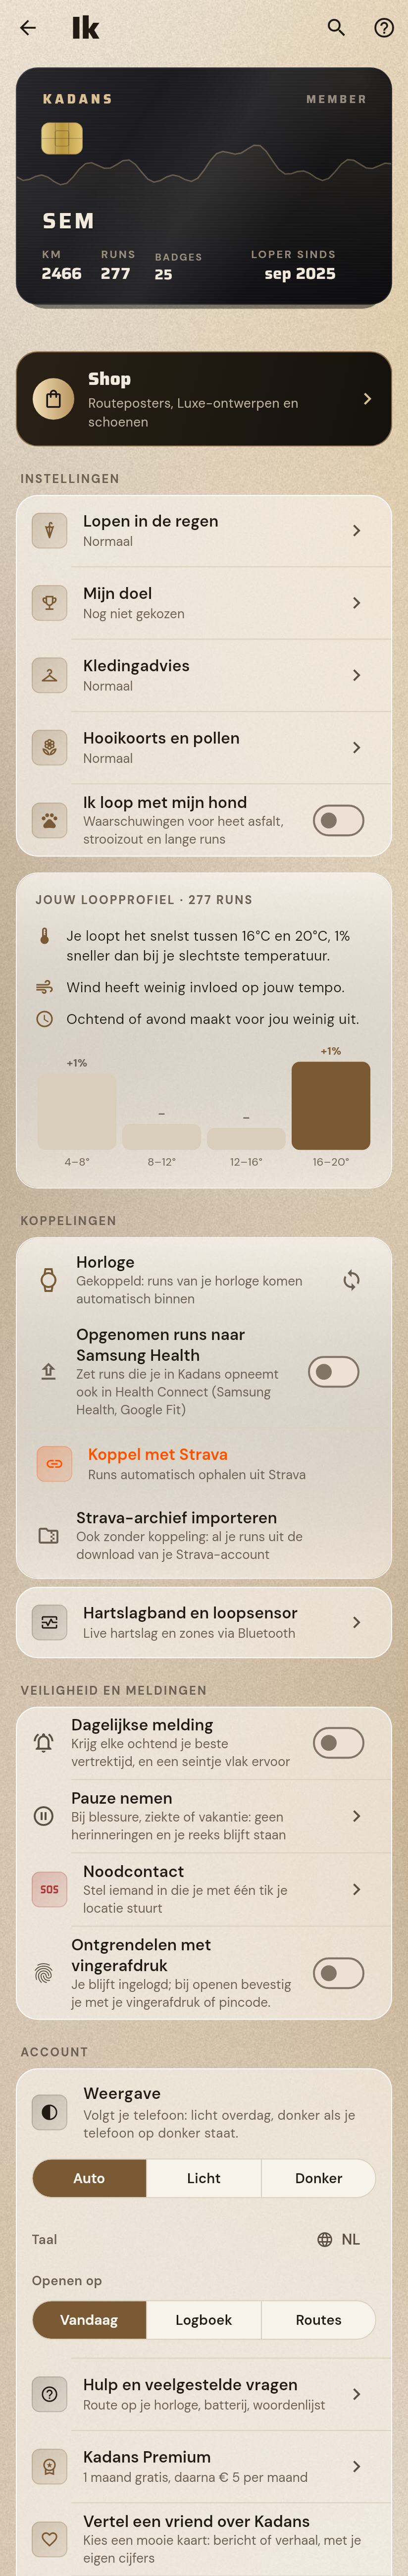 Ik
KADANS
MEMBER
SEM
KM
RUNS
BADGES
LOPER SINDS
2466
277
25
sep 2025
Shop
Routeposters, Luxe-ontwerpen en
schoenen
INSTELLINGEN
Lopen in de regen
Normaal
Mijn doel
Nog niet gekozen
Kledingadvies
Normaal
Hooikoorts en pollen
Normaal
Ik loop met mijn hond
Waarschuwingen voor heet asfalt,
strooizout en lange runs
JOUW LOOPPROFIEL · 277 RUNS
Je loopt het snelst tussen 16°C en 20°C, 1%
sneller dan bij je slechtste temperatuur.
Wind heeft weinig invloed op jouw tempo.
Ochtend of avond maakt voor jou weinig uit.
+1%
–
–
+1%
4–8°
8–12°
12–16°
16–20°
KOPPELINGEN
Horloge
Gekoppeld: runs van je horloge komen
automatisch binnen
Opgenomen runs naar
Samsung Health
Zet runs die je in Kadans opneemt
ook in Health Connect (Samsung
Health, Google Fit)
Koppel met Strava
Runs automatisch ophalen uit Strava
Strava-archief importeren
Ook zonder koppeling: al je runs uit de
download van je Strava-account
Hartslagband en loopsensor
Live hartslag en zones via Bluetooth
VEILIGHEID EN MELDINGEN
Dagelijkse melding
Krijg elke ochtend je beste
vertrektijd, en een seintje vlak ervoor
Pauze nemen
Bij blessure, ziekte of vakantie: geen
herinneringen en je reeks blijft staan
SOS
Noodcontact
Stel iemand in die je met één tik je
locatie stuurt
Ontgrendelen met
vingerafdruk
Je blijft ingelogd; bij openen bevestig
je met je vingerafdruk of pincode.
ACCOUNT
Weergave
Volgt je telefoon: licht overdag, donker als je
telefoon op donker staat.
Auto
Licht
Donker
Taal
NL
Openen op
Vandaag
Logboek
Routes
Hulp en veelgestelde vragen
Route op je horloge, batterij, woordenlijst
Kadans Premium
1 maand gratis, daarna € 5 per maand
Vertel een vriend over Kadans
Kies een mooie kaart: bericht of verhaal, met je
eigen cijfers